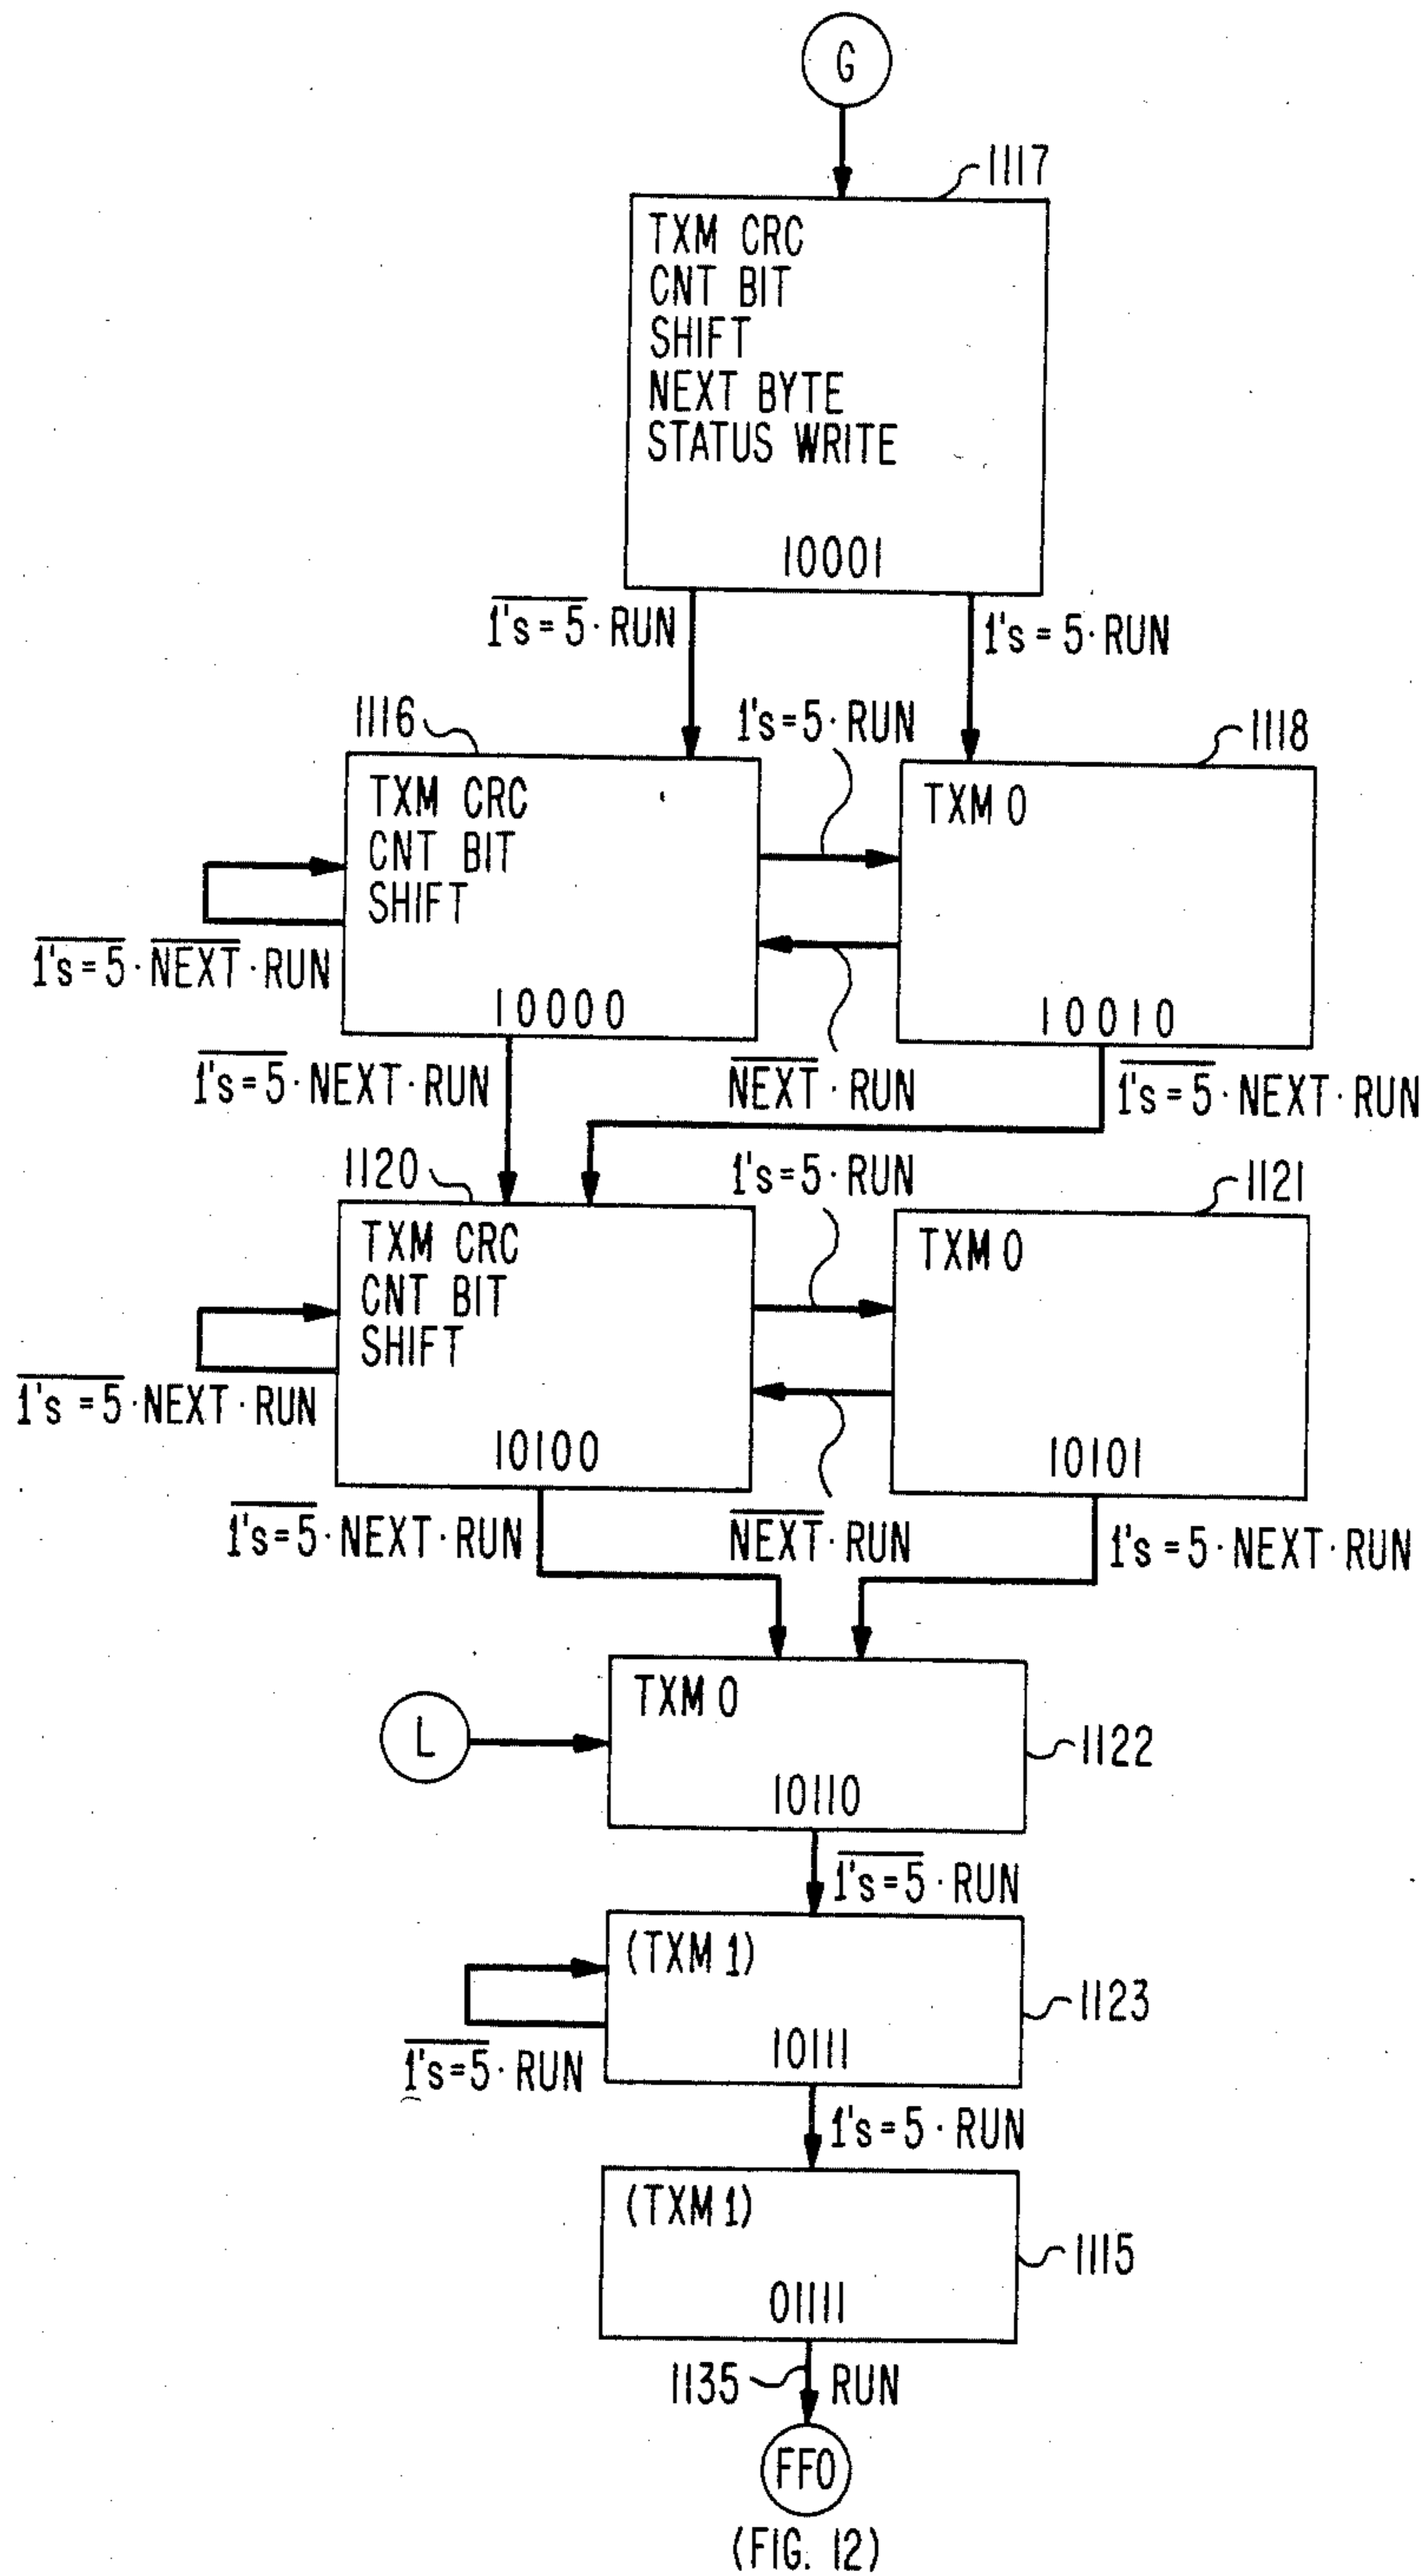 G
1117
TXM CRC
CNT BIT
SHIFT
NEXT BYTE
STATUS WRITE
10001
1̅'̅s̅=̅5̅·RUN
1's=5·RUN
1116
1's=5·RUN
1118
TXM CRC
CNT BIT
SHIFT
10000
TXM 0
10010
1̅'̅s̅=̅5̅·N̅E̅X̅T̅·RUN
1̅'̅s̅=̅5̅·NEXT·RUN
N̅E̅X̅T̅·RUN
1̅'̅s̅=̅5̅·NEXT·RUN
1120
1's=5·RUN
1121
TXM CRC
CNT BIT
SHIFT
10100
TXM 0
10101
1̅'̅s̅=̅5̅·NEXT·RUN
1̅'̅s̅=̅5̅·NEXT·RUN
N̅E̅X̅T̅·RUN
1's=5·NEXT·RUN
L
TXM 0
10110
1122
1̅'̅s̅=̅5̅·RUN
(TXM 1)
10111
1123
1̅'̅s̅=̅5̅·RUN
1's=5·RUN
(TXM 1)
01111
1115
1135
RUN
FF0
(FIG. 12)